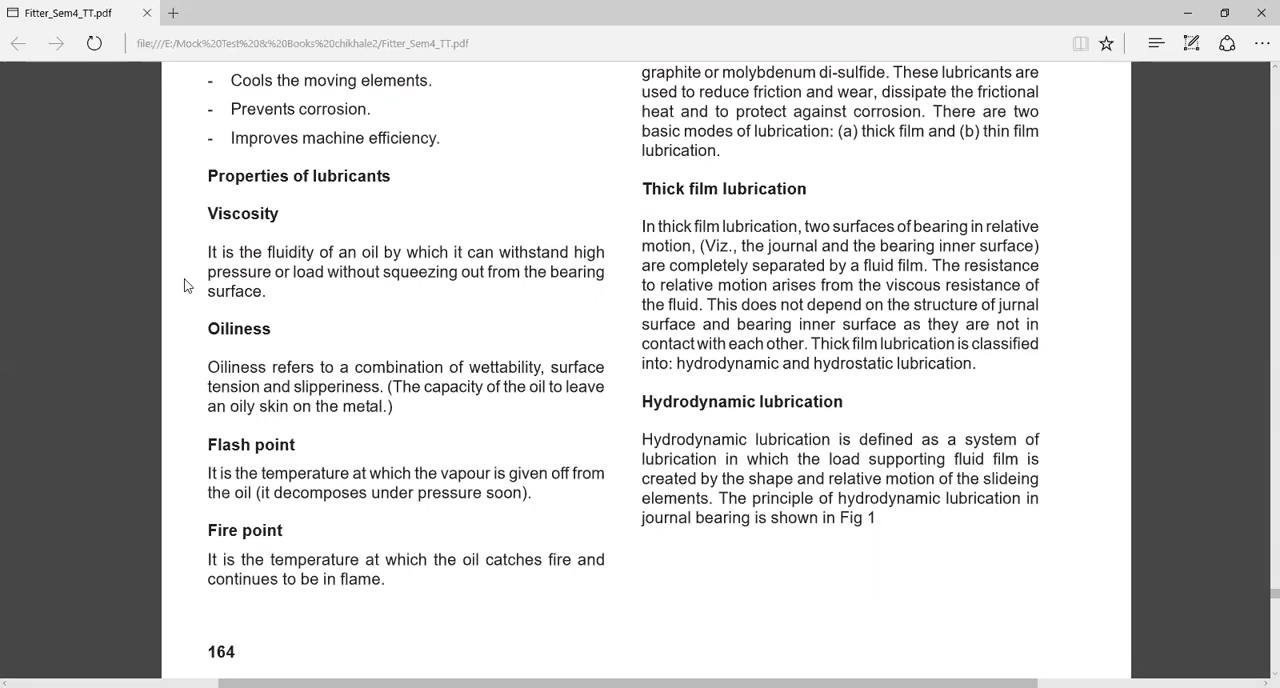 Fitter_Sem4_TT.pdf
file:///E:/Mock%20Test%20&%20Books%20chikhale2/Fitter_Sem4_TT.pdf
- Cools the moving elements.
- Prevents corrosion.
- Improves machine efficiency.
Properties of lubricants
Viscosity
It is the fluidity of an oil by which it can withstand high
pressure or load without squeezing out from the bearing
surface.
Oiliness
Oiliness refers to a combination of wettability, surface
tension and slipperiness. (The capacity of the oil to leave
an oily skin on the metal.)
Flash point
It is the temperature at which the vapour is given off from
the oil (it decomposes under pressure soon).
Fire point
It is the temperature at which the oil catches fire and
continues to be in flame.
164
graphite or molybdenum di-sulfide. These lubricants are
used to reduce friction and wear, dissipate the frictional
heat and to protect against corrosion. There are two
basic modes of lubrication: (a) thick film and (b) thin film
lubrication.
Thick film lubrication
In thick film lubrication, two surfaces of bearing in relative
motion, (Viz., the journal and the bearing inner surface)
are completely separated by a fluid film. The resistance
to relative motion arises from the viscous resistance of
the fluid. This does not depend on the structure of jurnal
surface and bearing inner surface as they are not in
contact with each other. Thick film lubrication is classified
into: hydrodynamic and hydrostatic lubrication.
Hydrodynamic lubrication
Hydrodynamic lubrication is defined as a system of
lubrication in which the load supporting fluid film is
created by the shape and relative motion of the slideing
elements. The principle of hydrodynamic lubrication in
journal bearing is shown in Fig 1